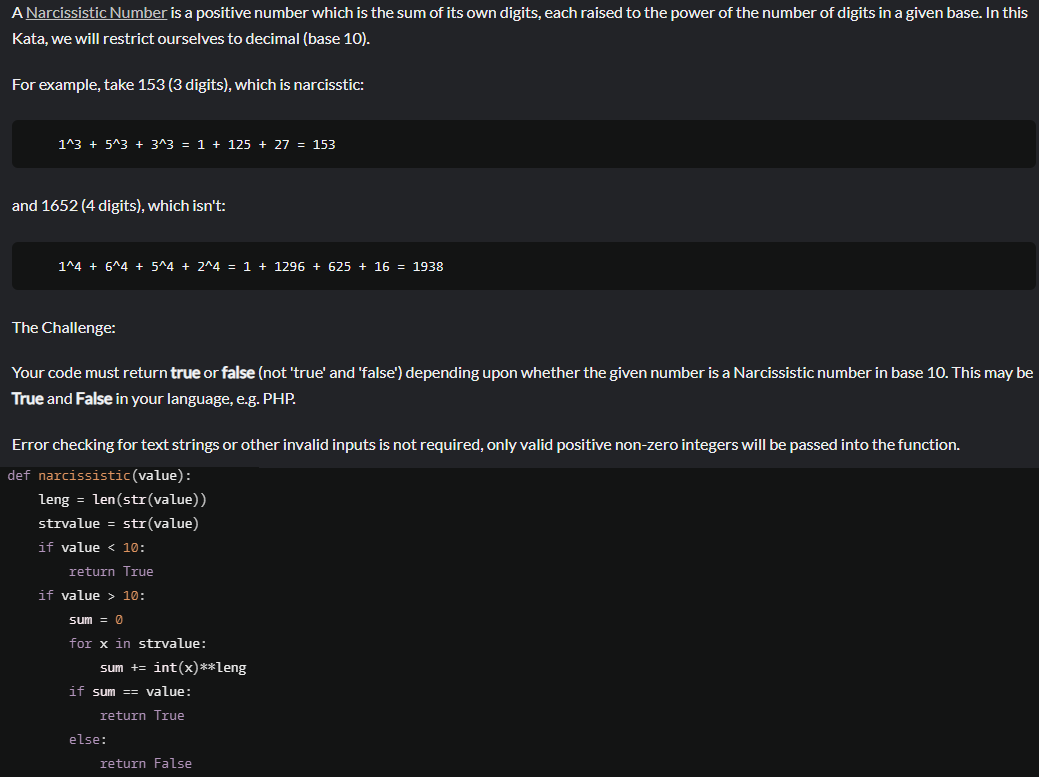 A Narcissistic Number is a positive number which is the sum of its own digits, each raised to the power of the number of digits in a given base. In this
Kata, we will restrict ourselves to decimal (base 10).
For example, take 153 (3 digits), which is narcisstic:
1^3 + 5^3 + 3^3 = 1 + 125 + 27 = 153
and 1652 (4 digits), which isn't:
1^4 + 6^4 + 5^4 + 2^4 = 1 + 1296 + 625 + 16 = 1938
The Challenge:
Your code must return true or false (not 'true' and 'false') depending upon whether the given number is a Narcissistic number in base 10. This may be
True and False in your language, e.g. PHP.
Error checking for text strings or other invalid inputs is not required, only valid positive non-zero integers will be passed into the function.
def narcissistic(value):
    leng = len(str(value))
    strvalue = str(value)
    if value < 10:
        return True
    if value > 10:
        sum = 0
        for x in strvalue:
            sum += int(x)**leng
        if sum == value:
            return True
        else:
            return False